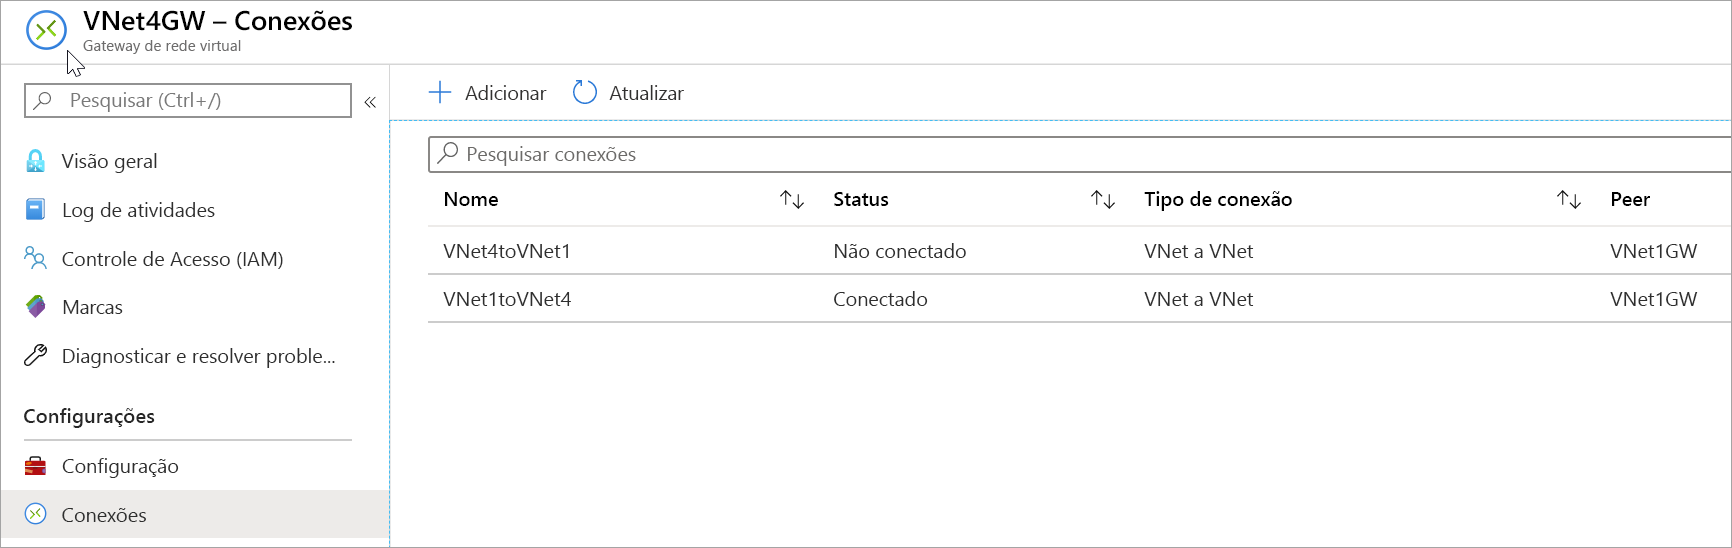 VNet4GW – Conexões
Gateway de rede virtual
Pesquisar (Ctrl+/)
«
Visão geral
Log de atividades
Controle de Acesso (IAM)
Marcas
Diagnosticar e resolver proble...
Configurações
Configuração
Conexões
Adicionar Atualizar
Pesquisar conexões
Nome Status Tipo de conexão Peer
VNet4toVNet1 Não conectado VNet a VNet VNet1GW
VNet1toVNet4 Conectado VNet a VNet VNet1GW